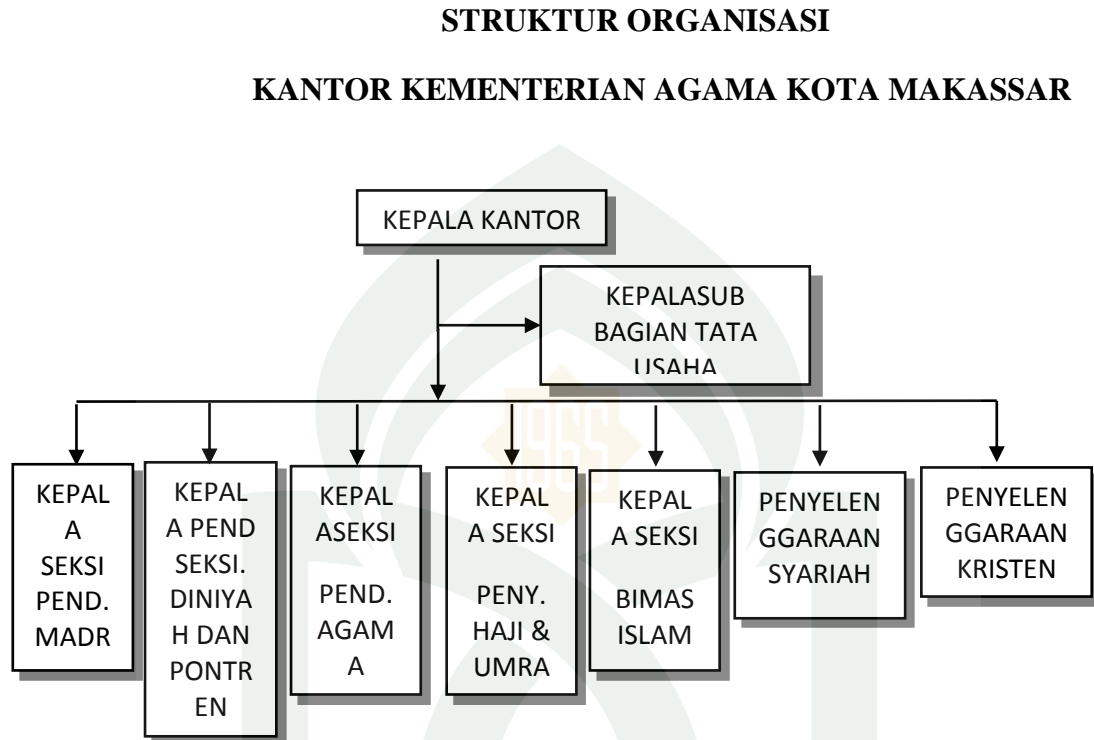 STRUKTUR ORGANISASI
KANTOR KEMENTERIAN AGAMA KOTA MAKASSAR
KEPALA KANTOR
KEPALASUB
BAGIAN TATA
USAHA
KEPAL
A
SEKSI
PEND.
MADR
KEPAL
A PEND
SEKSI.
DINIYA
H DAN
PONTR
EN
KEPAL
ASEKSI
PEND.
AGAM
A
KEPAL
A SEKSI
PENY.
HAJI &
UMRA
KEPAL
A SEKSI
BIMAS
ISLAM
PENYELEN
GGARAAN
SYARIAH
PENYELEN
GGARAAN
KRISTEN
1965